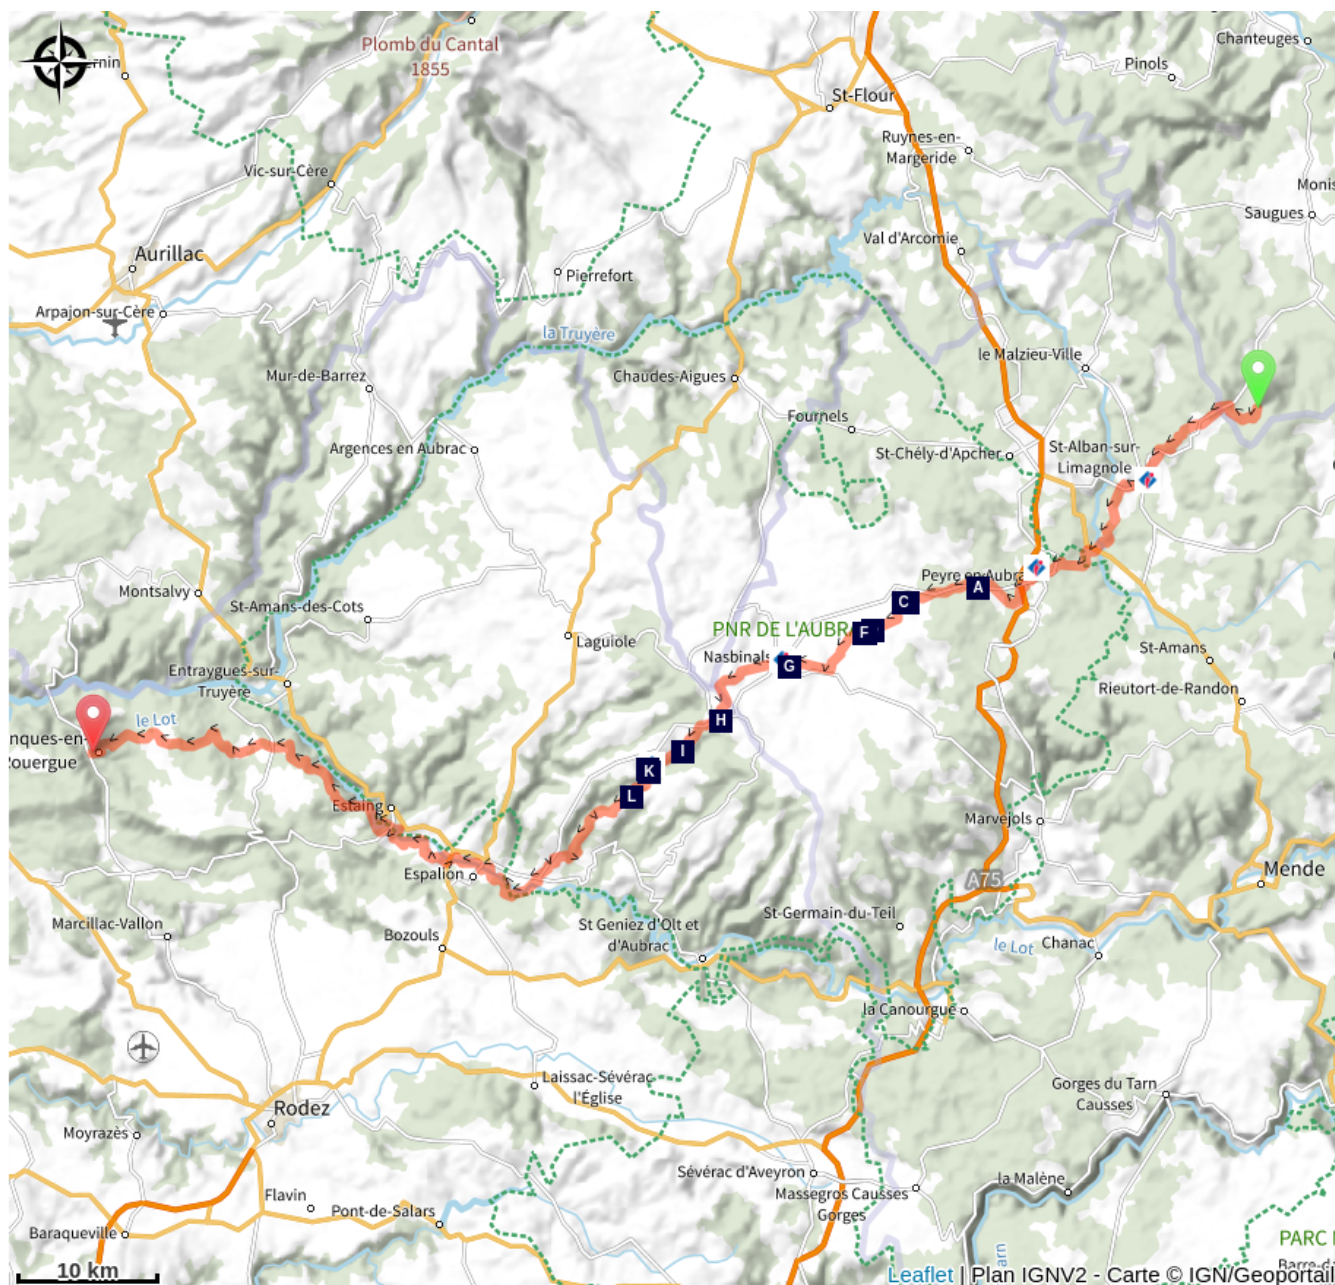 Plomb du Cantal
1855
Chanteuges
Pinols
St-Flour
Ruynes-en-
Margeride
Vic-sur-Cère
Saugues
Val d'Arcomie
Aurillac
Pierrefort
Arpajon-sur-Cère
la Truyère
le Malzieu-Ville
Mur-de-Barrez
Chaudes-Aigues
Fournels
Argences en Aubrac
St-Chély-d'Apcher
St-Alban-sur-
Limagnole
Montsalvy
St-Amans-des-Cots
Peyre en Aubra
A
C
PNR DE L'AUBR
F
Laguiole
Nasbinals
G
St-Amans
Entraygues-sur-
Truyère
Rieutort-de-Randon
le Lot
H
nques-en-
Rouergue
I
K
L
Estaing
Marvejols
Espalion
A75
Mende
Marcillac-Vallon
St Geniez d'Olt et
d'Aubrac
St-Germain-du-Teil
Bozouls
le Lot
Chanac
la Canourgue
Laissac-Sévérac
l'Église
Gorges du Tarn
Causses
Rodez
Moyrazès
Sévérac d'Aveyron
la Malène
Massegros Causses
Gorges
Flavin
Pont-de-Salars
Baraqueville
PARC
10 km
Leaflet | Plan IGNV2 - Carte © IGN/Geoportail